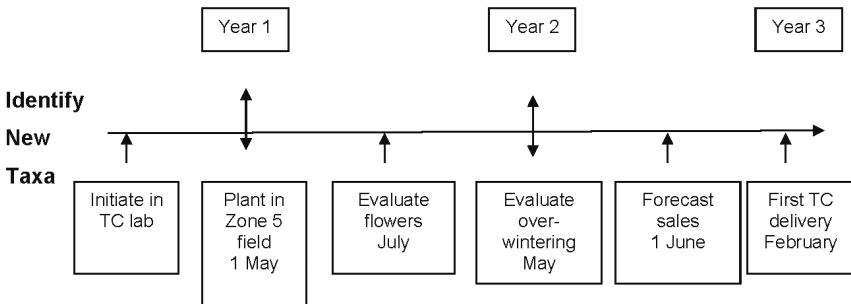 Year 1
Year 2
Year 3
Identify
New
Taxa
Initiate in
TC lab
Plant in
Zone 5
field
1 May
Evaluate
flowers
July
Evaluate
over-
wintering
May
Forecast
sales
1 June
First TC
delivery
February